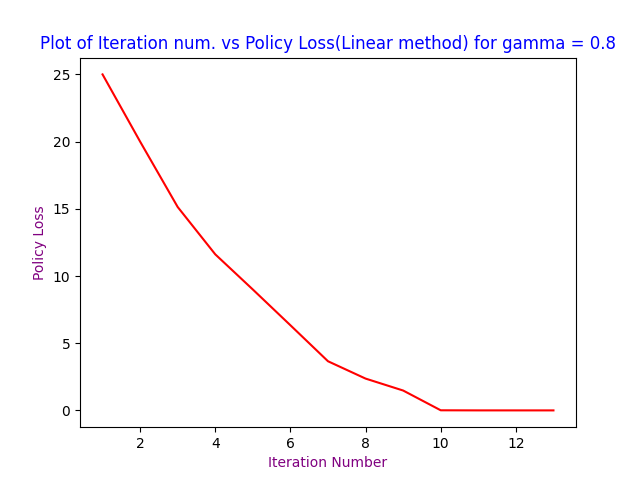 Plot of Iteration num. vs Policy Loss(Linear method) for gamma = 0.8
25
20
15
10
5
0
Policy Loss
2 4 6 8 10 12
Iteration Number